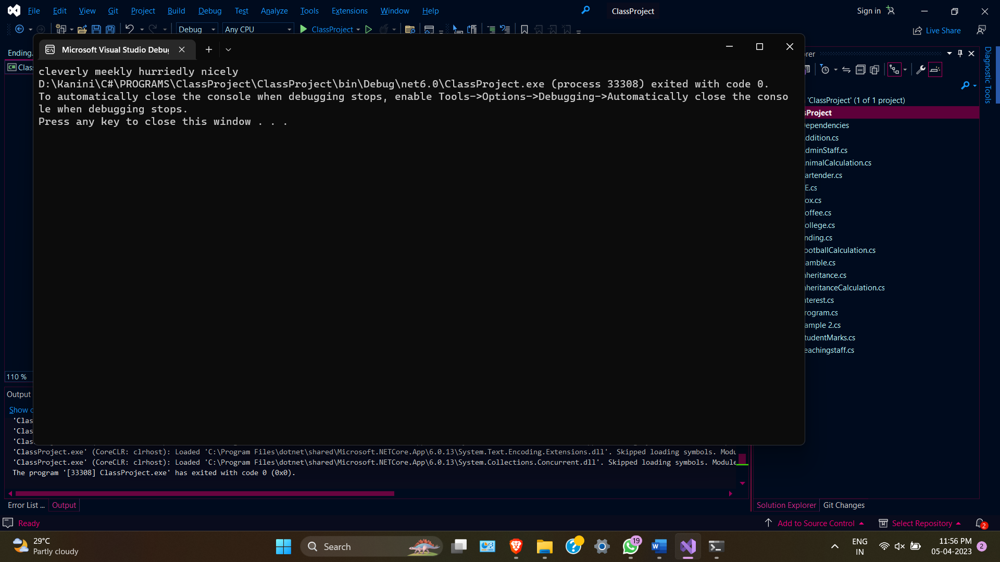 File Edit View Git Project Build Debug Test Analyze Tools Extensions Window Help ClassProject Sign in
Debug Any CPU ClassProject Live Share
Ending.
Microsoft Visual Studio Debu
C# Clas
cleverly meekly hurriedly nicely
D:\Kanini\C#\PROGRAMS\ClassProject\ClassProject\bin\Debug\net6.0\ClassProject.exe (process 33308) exited with code 0.
To automatically close the console when debugging stops, enable Tools->Options->Debugging->Automatically close the conso
le when debugging stops.
Press any key to close this window . . .
orer
Diagnostic Tools
'ClassProject' (1 of 1 project)
sProject
ependencies
ddition.cs
dminStaff.cs
nimalCalculation.cs
artender.cs
E.cs
ox.cs
offee.cs
ollege.cs
nding.cs
ootballCalculation.cs
amble.cs
nheritance.cs
nheritanceCalculation.cs
nterest.cs
rogram.cs
ample 2.cs
tudentMarks.cs
eachingstaff.cs
110 %
Output
Show o
'Clas
'Clas
'Clas
'ClassProject.exe' (CoreCLR: clrhost): Loaded 'C:\Program Files\dotnet\shared\Microsoft.NETCore.App\6.0.13\System.Text.Encoding.Extensions.dll'. Skipped loading symbols. Modu
'ClassProject.exe' (CoreCLR: clrhost): Loaded 'C:\Program Files\dotnet\shared\Microsoft.NETCore.App\6.0.13\System.Collections.Concurrent.dll'. Skipped loading symbols. Module
The program '[33308] ClassProject.exe' has exited with code 0 (0x0).
Error List ... Output
Solution Explorer Git Changes
Ready
Add to Source Control Select Repository 2
29°C
Partly cloudy
Search
19
ENG
IN
11:56 PM
05-04-2023
2